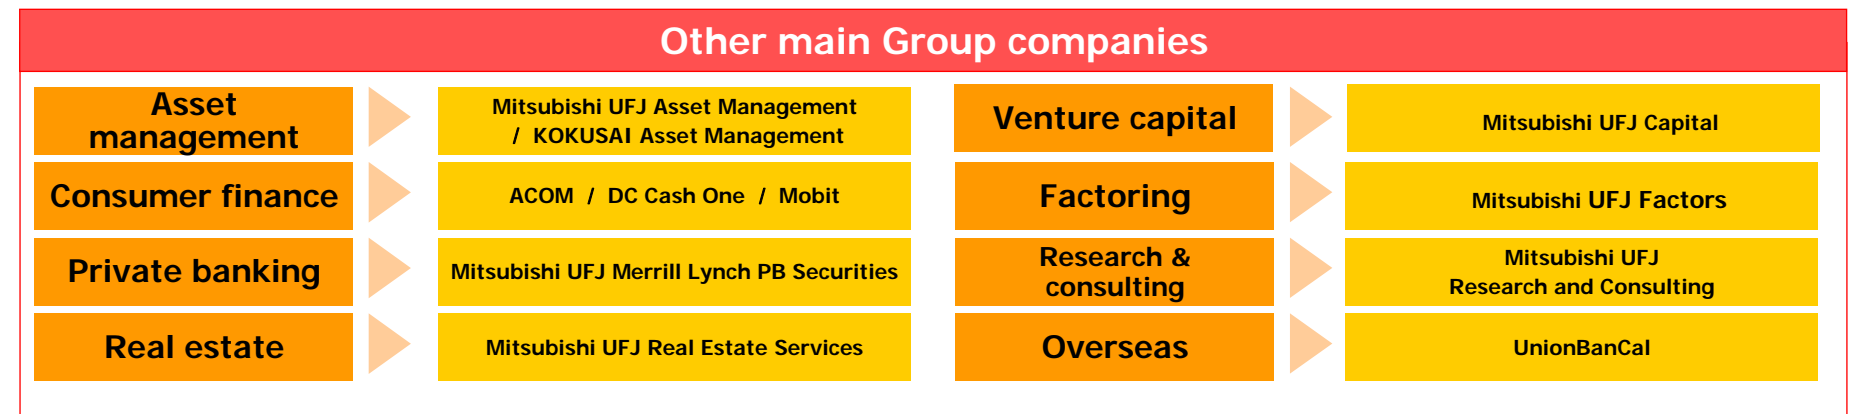 Other main Group companies
Asset
management
Mitsubishi UFJ Asset Management
/ KOKUSAI Asset Management
Consumer finance
ACOM / DC Cash One / Mobit
Private banking
Mitsubishi UFJ Merrill Lynch PB Securities
Real estate
Mitsubishi UFJ Real Estate Services
Venture capital
Mitsubishi UFJ Capital
Factoring
Mitsubishi UFJ Factors
Research &
consulting
Mitsubishi UFJ
Research and Consulting
Overseas
UnionBanCal